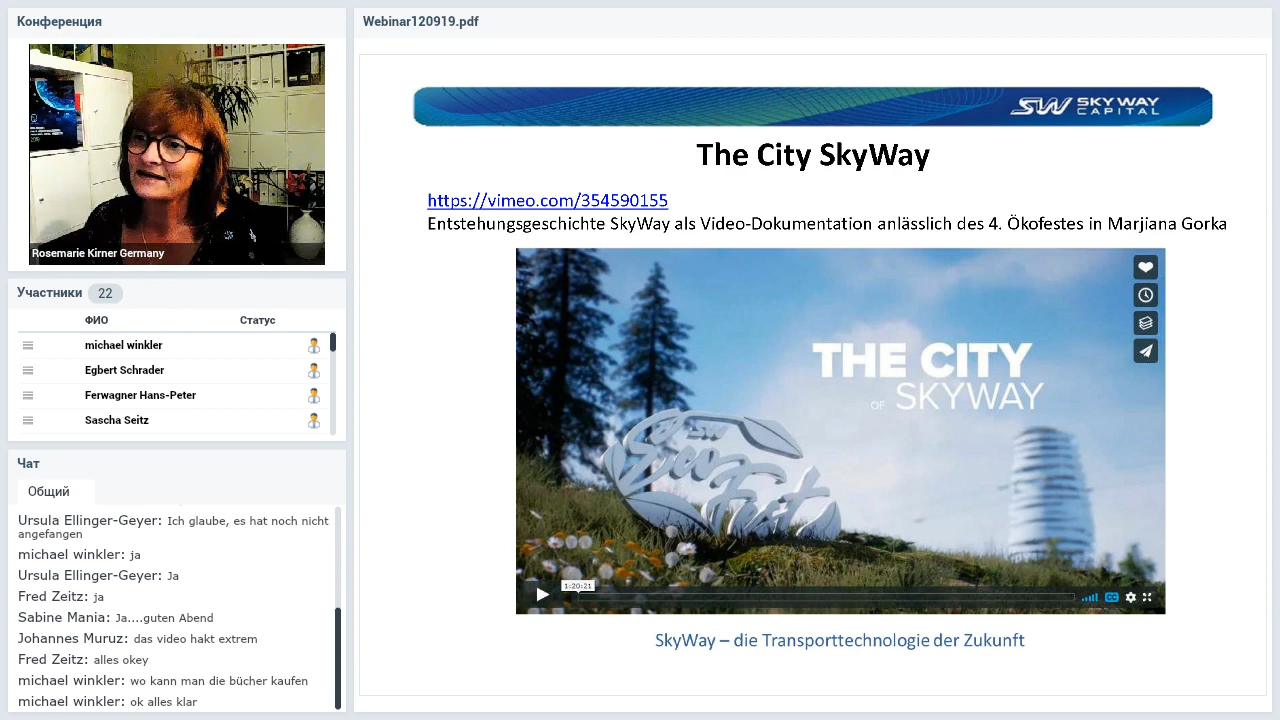 Конференция
Rosemarie Kirner Germany
Участники 22
ФИО Статус
michael winkler
Egbert Schrader
Ferwagner Hans-Peter
Sascha Seitz
Чат
Общий
Ursula Ellinger-Geyer: Ich glaube, es hat noch nicht
angefangen
michael winkler: ja
Ursula Ellinger-Geyer: Ja
Fred Zeitz: ja
Sabine Mania: Ja....guten Abend
Johannes Muruz: das video hakt extrem
Fred Zeitz: alles okey
michael winkler: wo kann man die bücher kaufen
michael winkler: ok alles klar
Webinar120919.pdf
SW SKY WAY
CAPITAL
The City SkyWay
https://vimeo.com/354590155
Entstehungsgeschichte SkyWay als Video-Dokumentation anlässlich des 4. Ökofestes in Marjiana Gorka
THE CITY
OF SKYWAY
SW
Eco
Fest
1:20:21
CC
SkyWay – die Transporttechnologie der Zukunft